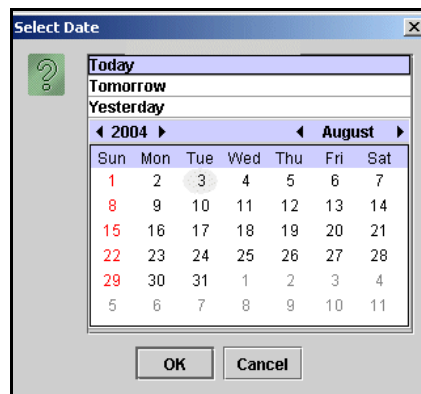 Select Date
Today
Tomorrow
Yesterday
2004 August
Sun Mon Tue Wed Thu Fri Sat
1 2 3 4 5 6 7
8 9 10 11 12 13 14
15 16 17 18 19 20 21
22 23 24 25 26 27 28
29 30 31 1 2 3 4
5 6 7 8 9 10 11
OK Cancel